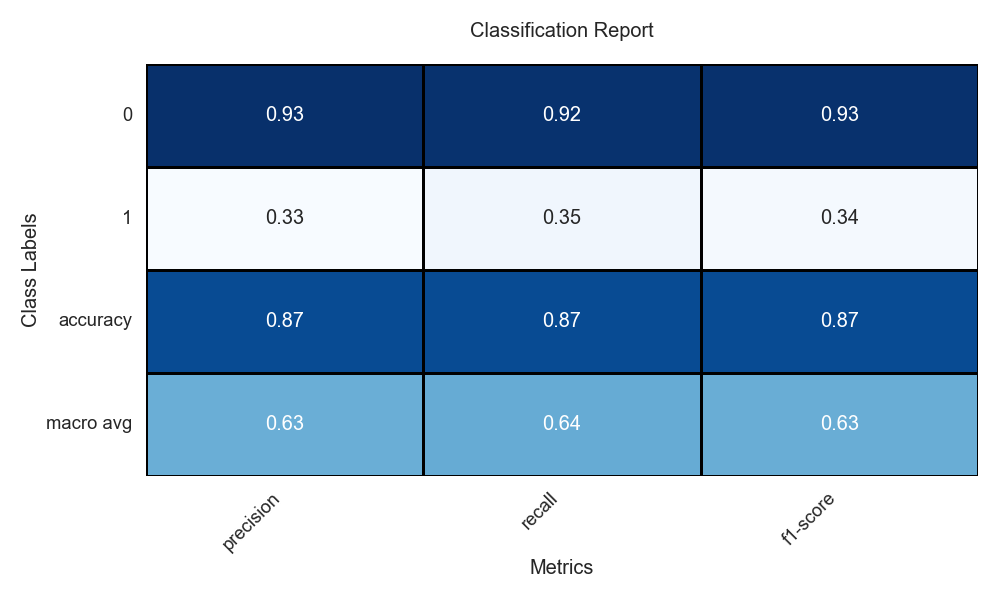 Classification Report
0 0.93 0.92 0.93
1 0.33 0.35 0.34
accuracy 0.87 0.87 0.87
macro avg 0.63 0.64 0.63
Class Labels
precision recall f1-score
Metrics